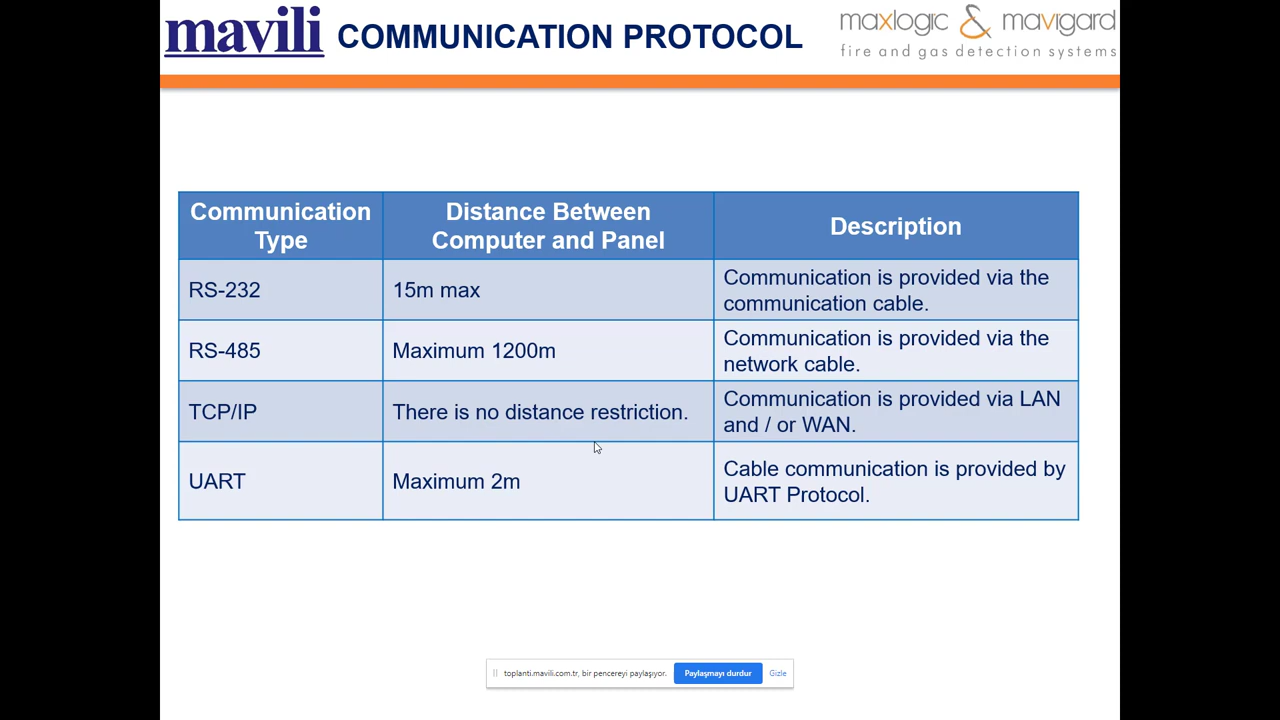 mavili
COMMUNICATION PROTOCOL
maxlogic & mavigard
fire and gas detection systems
Communication
Type
Distance Between
Computer and Panel
Description
RS-232
15m max
Communication is provided via the
communication cable.
RS-485
Maximum 1200m
Communication is provided via the
network cable.
TCP/IP
There is no distance restriction.
Communication is provided via LAN
and / or WAN.
UART
Maximum 2m
Cable communication is provided by
UART Protocol.
toplanti.mavili.com.tr, bir pencereyi paylaşıyor.
Paylaşmayı durdur
Gizle